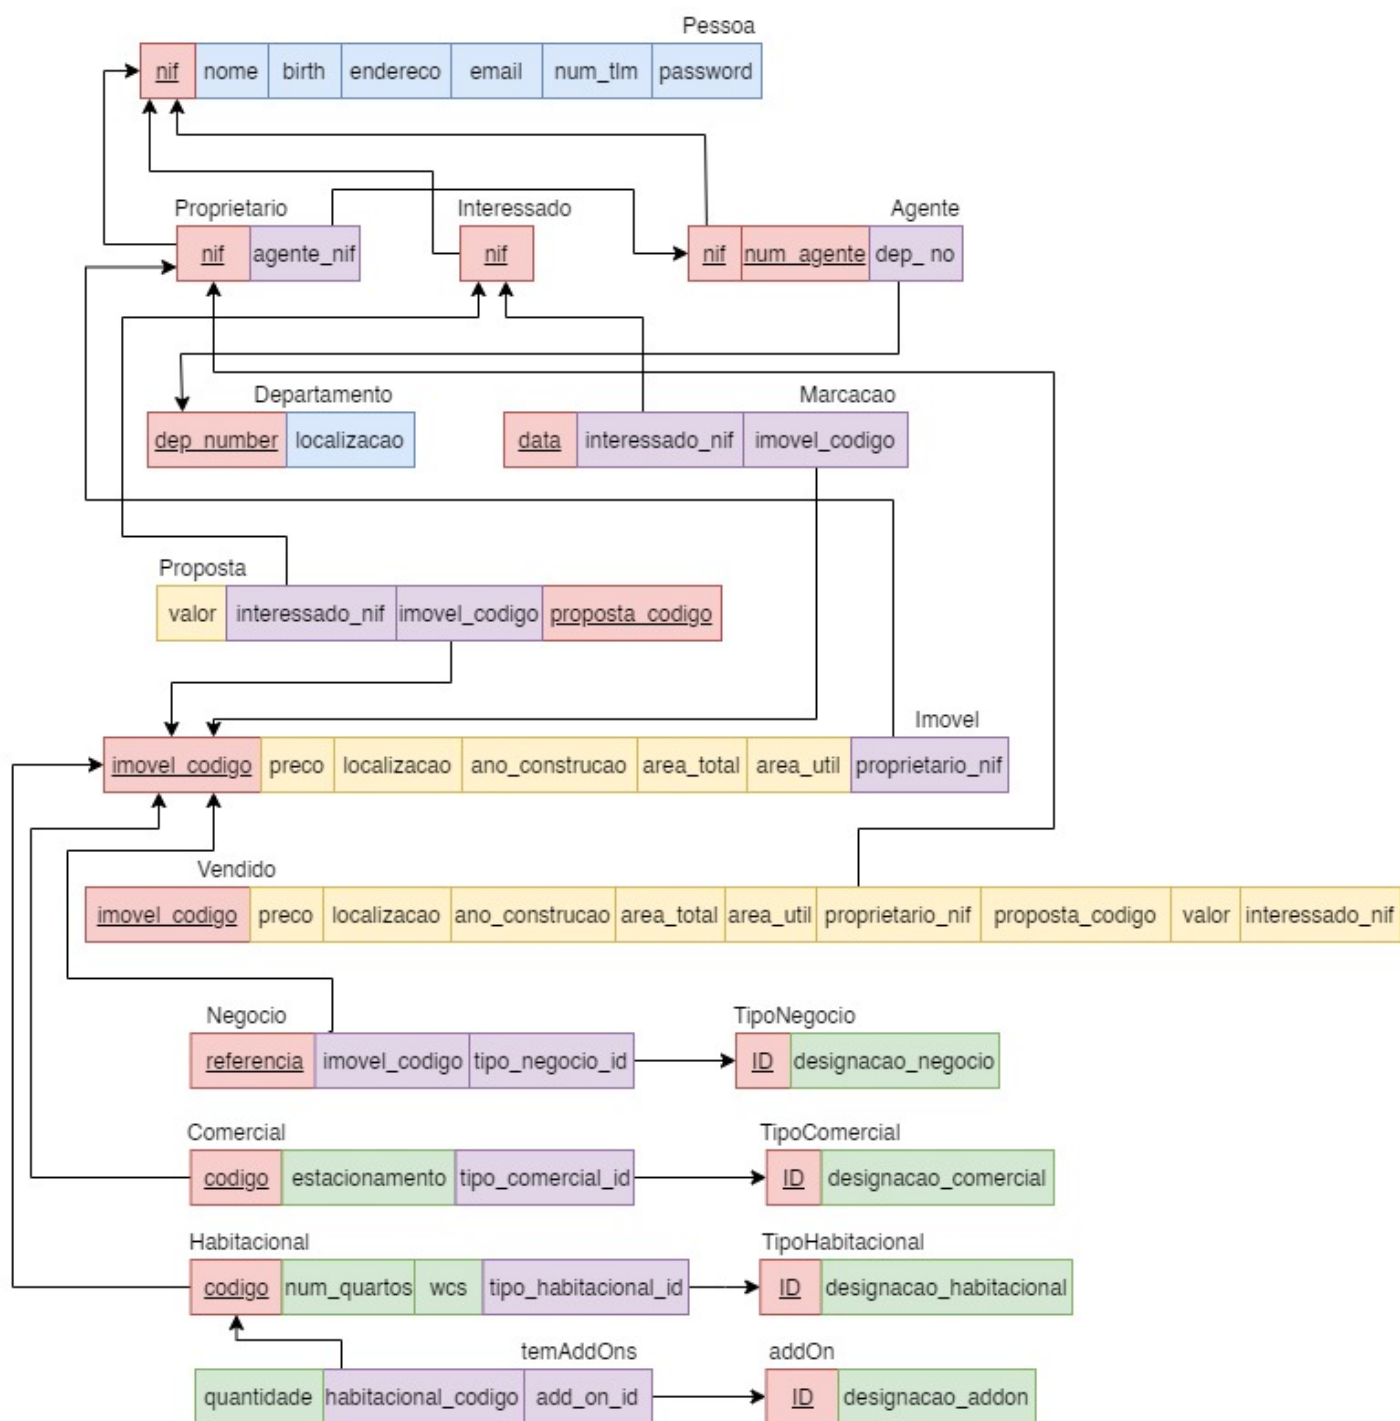 Pessoa
nif nome birth endereco email num_tlm password
Proprietario Interessado Agente
nif agente_nif nif nif num_agente dep_ no
Departamento Marcacao
dep_number localizacao data interessado_nif imovel_codigo
Proposta
valor interessado_nif imovel_codigo proposta_codigo
Imovel
imovel_codigo preco localizacao ano_construcao area_total area_util proprietario_nif
Vendido
imovel_codigo preco localizacao ano_construcao area_total area_util proprietario_nif proposta_codigo valor interessado_nif
Negocio TipoNegocio
referencia imovel_codigo tipo_negocio_id ID designacao_negocio
Comercial TipoComercial
codigo estacionamento tipo_comercial_id ID designacao_comercial
Habitacional TipoHabitacional
codigo num_quartos wcs tipo_habitacional_id ID designacao_habitacional
temAddOns addOn
quantidade habitacional_codigo add_on_id ID designacao_addon